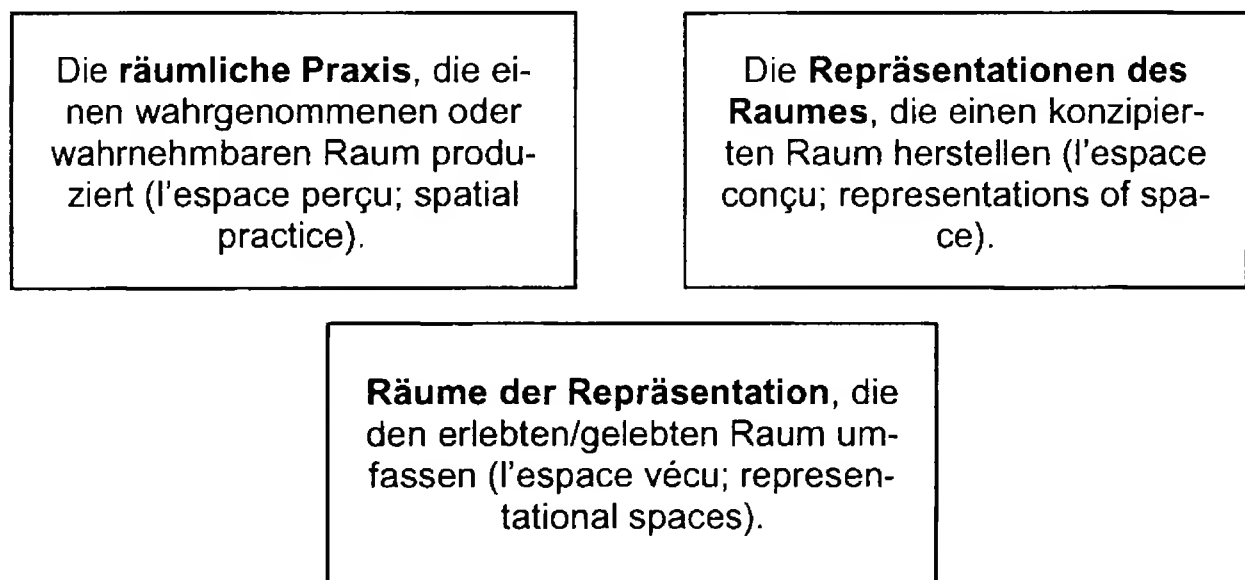 Die räumliche Praxis, die ei-
nen wahrgenommenen oder
wahrnehmbaren Raum produ-
ziert (l'espace perçu; spatial
practice).
Die Repräsentationen des
Raumes, die einen konzipier-
ten Raum herstellen (l'espace
conçu; representations of spa-
ce).
Räume der Repräsentation, die
den erlebten/gelebten Raum um-
fassen (l'espace vécu; represen-
tational spaces).